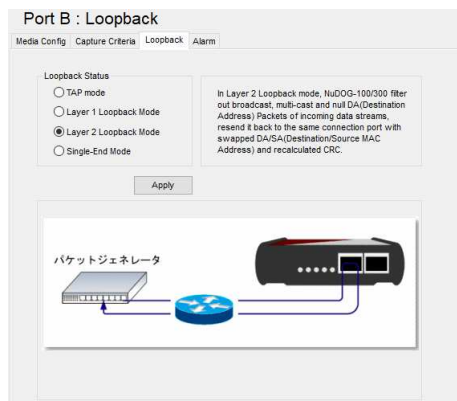 Port B : Loopback
Media Config Capture Criteria Loopback Alarm
Loopback Status
TAP mode
Layer 1 Loopback Mode
Layer 2 Loopback Mode
Single-End Mode
In Layer 2 Loopback mode, NuDOG-100/300 filter
out broadcast, multi-cast and null DA(Destination
Address) Packets of incoming data streams,
resend it back to the same connection port with
swapped DA/SA(Destination/Source MAC
Address) and recalculated CRC.
Apply
パケットジェネレータ